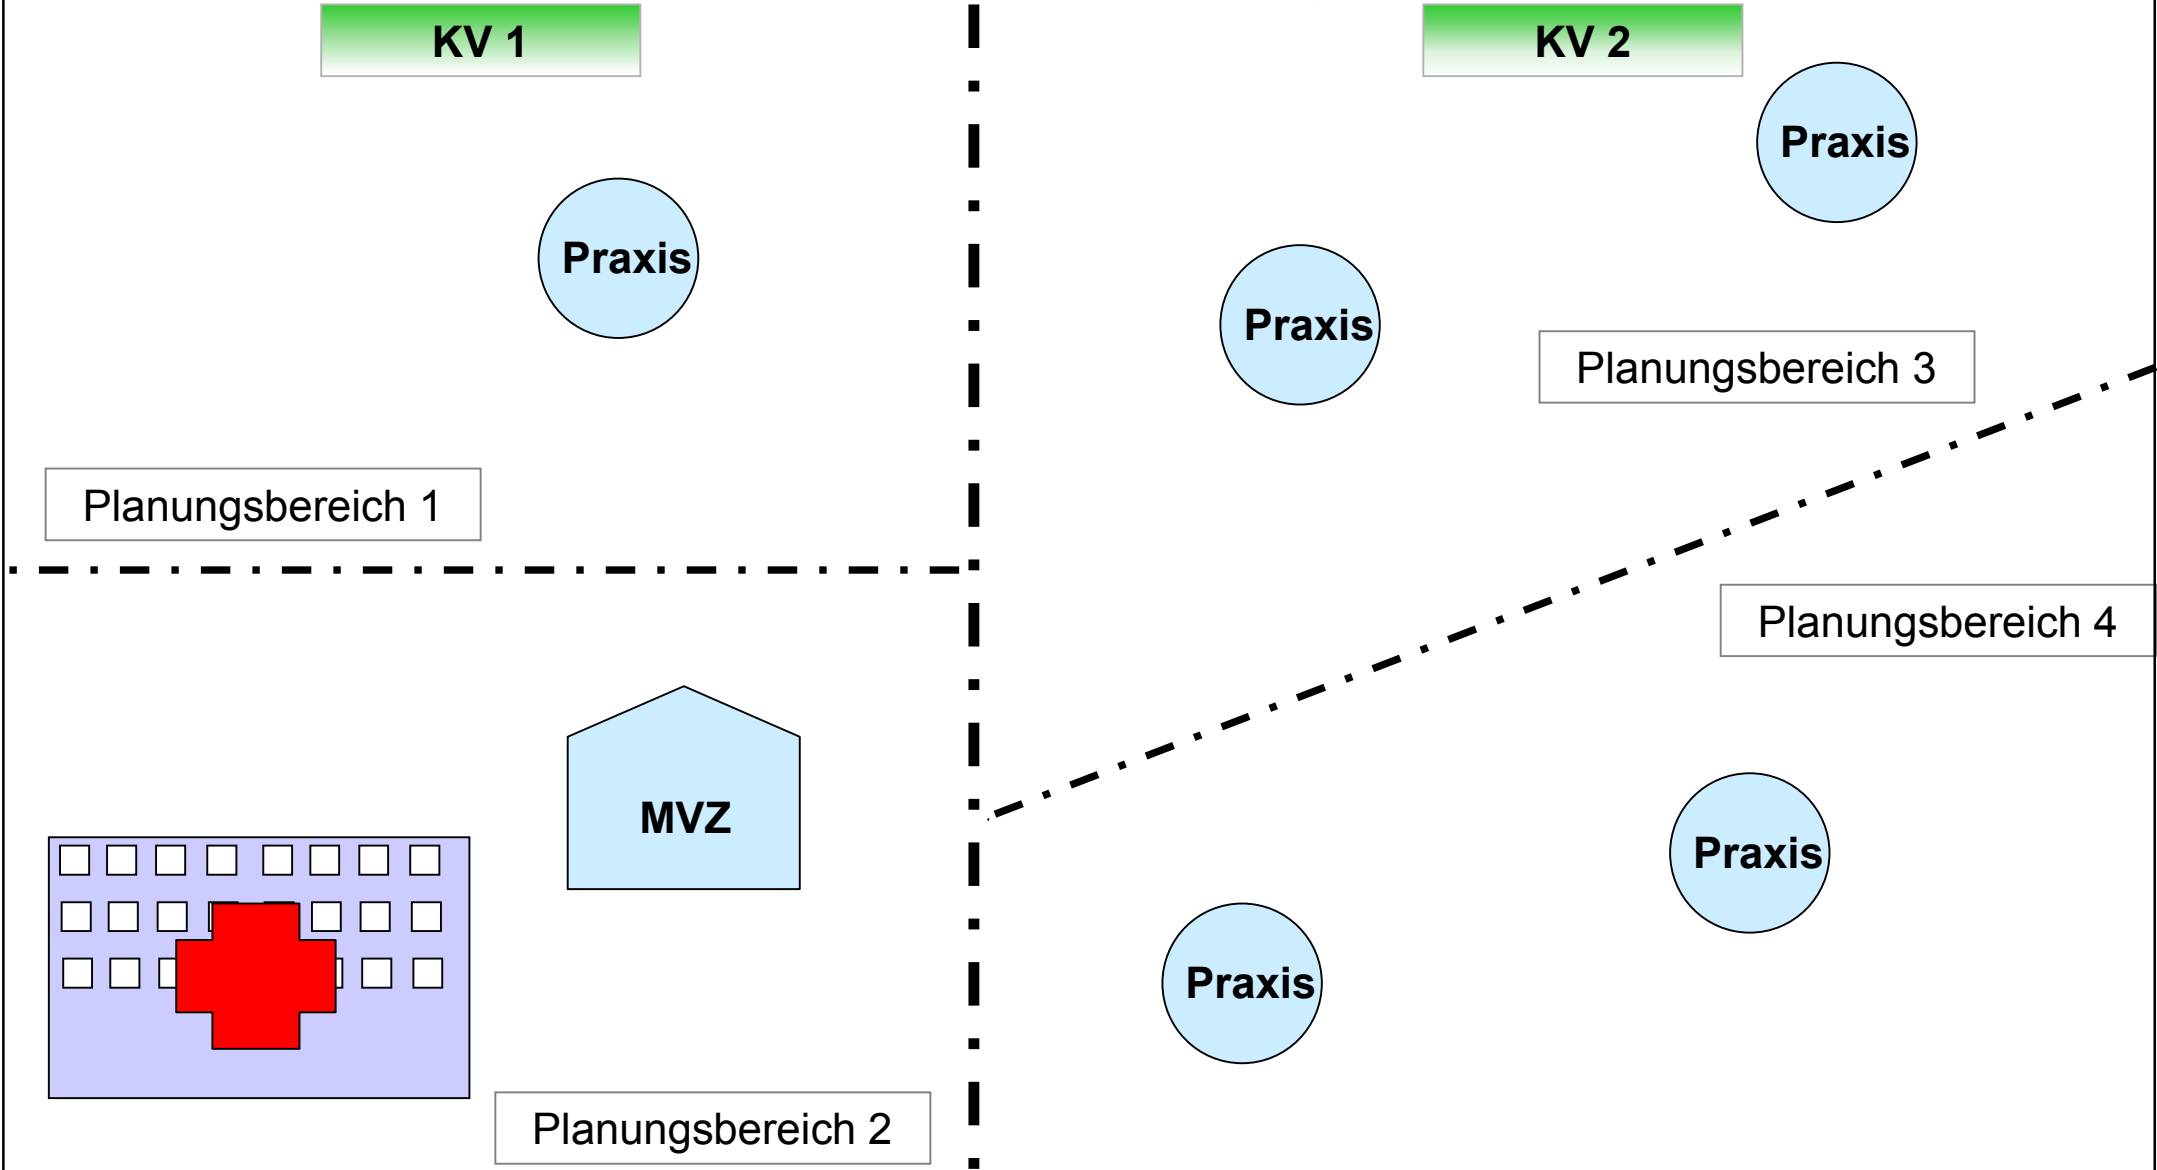 KV 1
KV 2
Praxis
Praxis
Praxis
Planungsbereich 3
Planungsbereich 1
Planungsbereich 4
MVZ
Praxis
Praxis
Planungsbereich 2